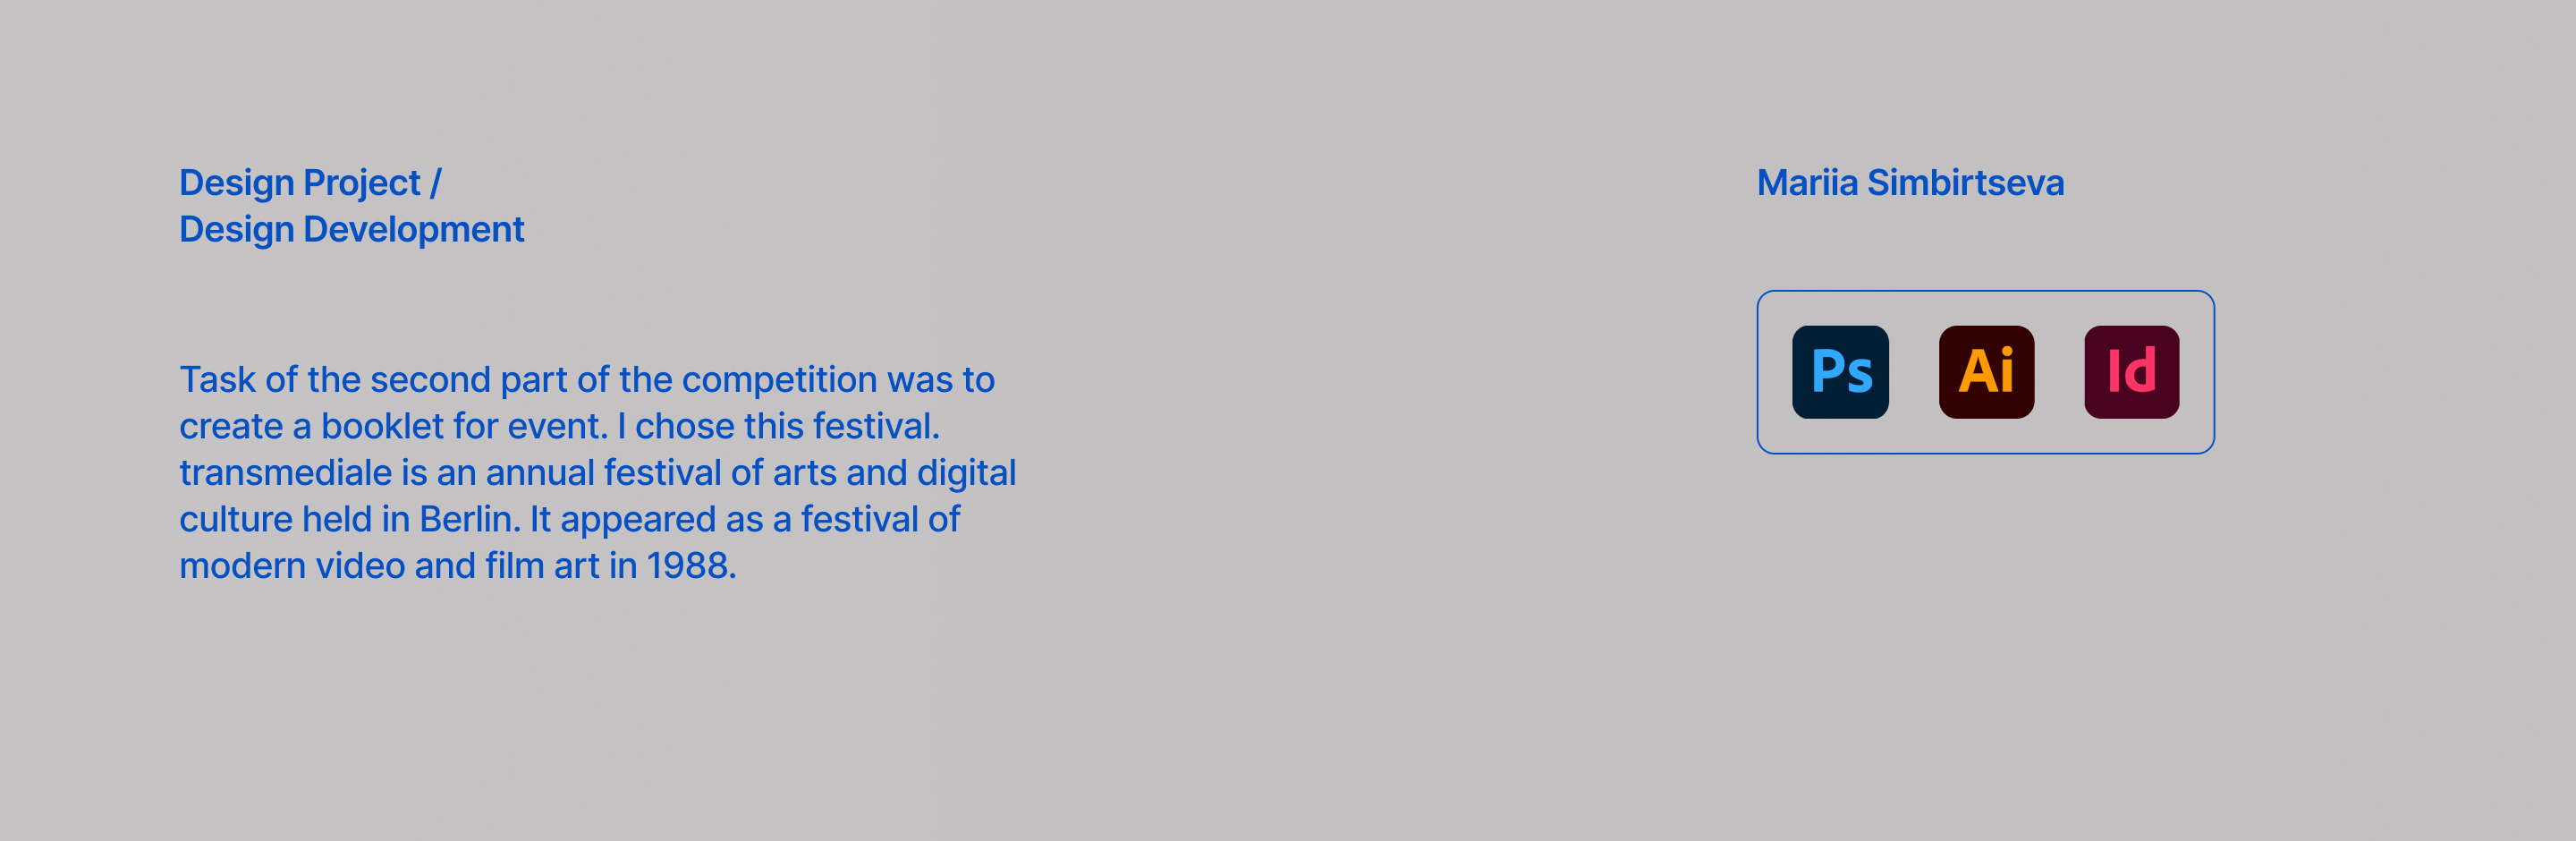 Design Project /
Design Development
Task of the second part of the competition was to
create a booklet for event. I chose this festival.
transmediale is an annual festival of arts and digital
culture held in Berlin. It appeared as a festival of
modern video and film art in 1988.
Mariia Simbirtseva
Ps Ai Id